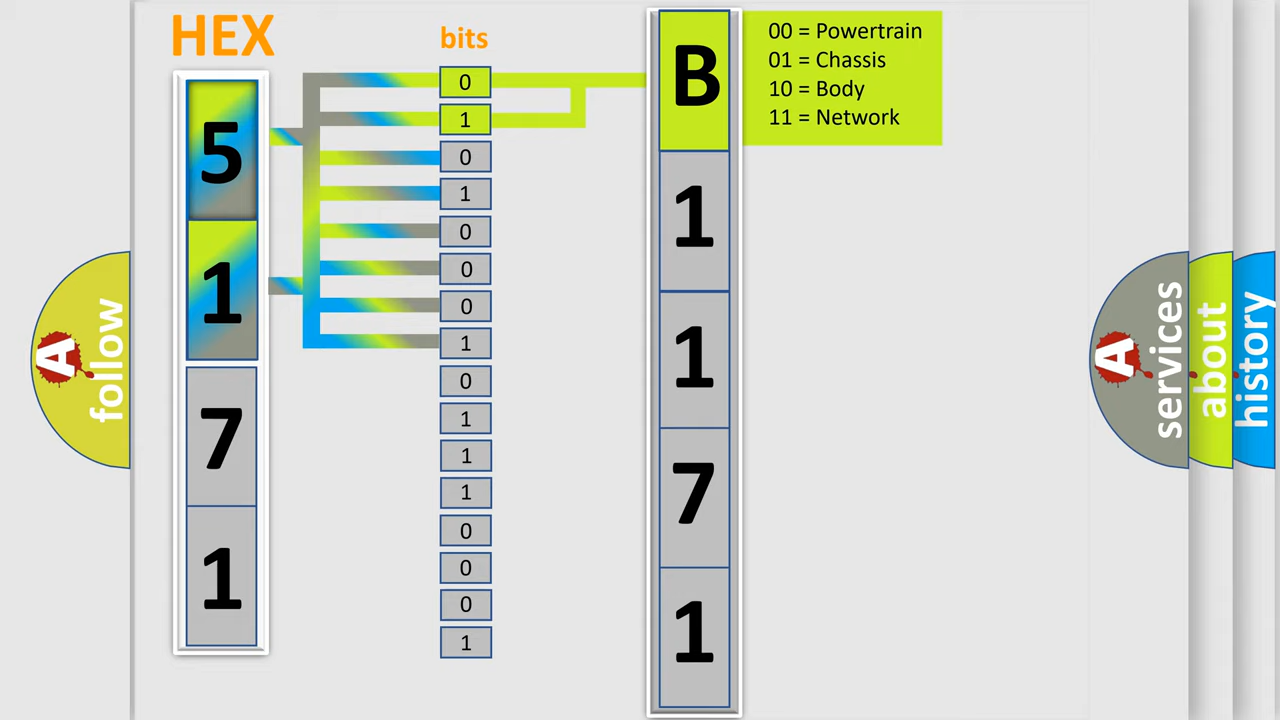 HEX
bits
5
1
7
1
0
1
0
1
0
0
0
1
0
1
1
1
0
0
0
1
B
1
1
7
1
00 = Powertrain
01 = Chassis
10 = Body
11 = Network
A
follow
A
services
about
history